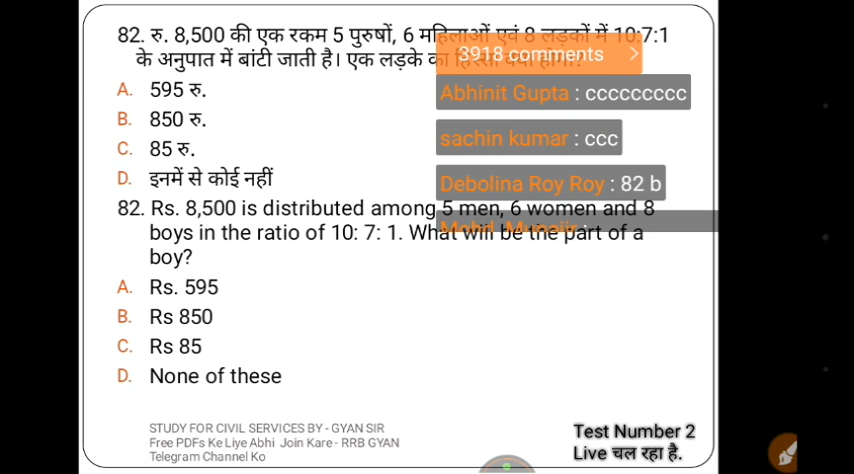 82. रु. 8,500 की एक रकम 5 पुरुषों, 6 महिलाओं एवं 8 लड़कों में 10:7:1
के अनुपात में बांटी जाती है। एक लड़के का हिस्सा क्या होगा?
3918 comments >
A. 595 रु.
Abhinit Gupta : ccccccccc
B. 850 रु.
sachin kumar : ccc
C. 85 रु.
D. इनमें से कोई नहीं
Debolina Roy Roy : 82 b
82. Rs. 8,500 is distributed among 5 men, 6 women and 8
boys in the ratio of 10: 7: 1. What will be the part of a
boy?
A. Rs. 595
B. Rs 850
C. Rs 85
D. None of these
STUDY FOR CIVIL SERVICES BY - GYAN SIR
Free PDFs Ke Liye Abhi Join Kare - RRB GYAN
Telegram Channel Ko
Test Number 2
Live चल रहा है.